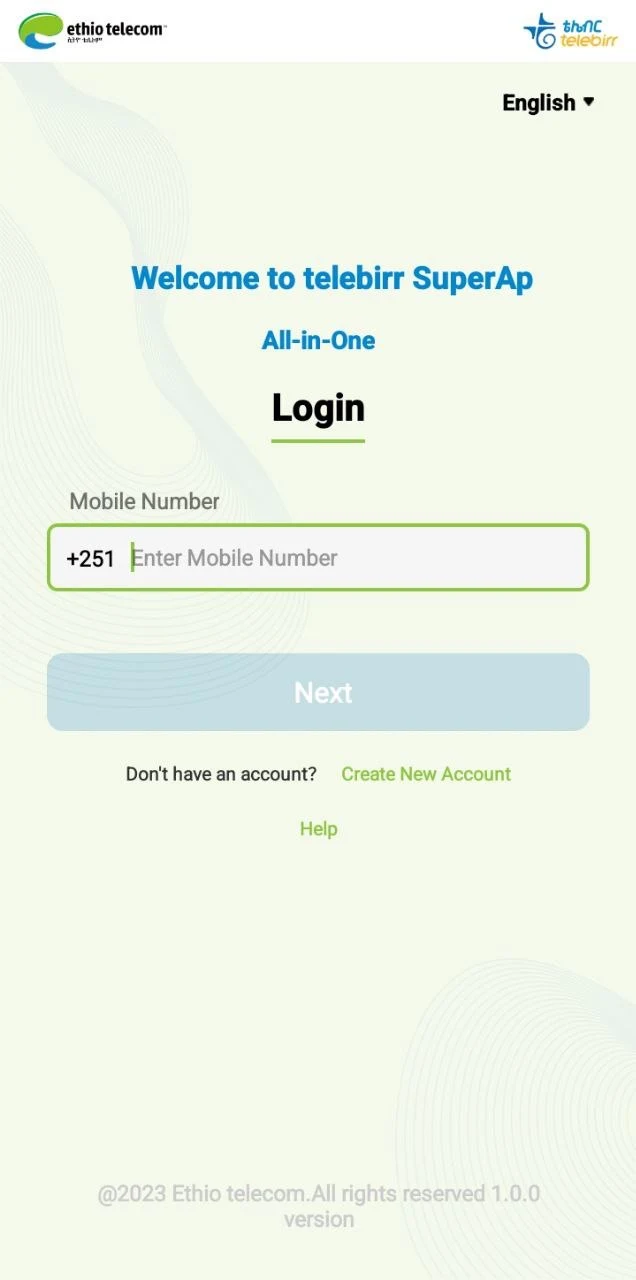 ethio telecom
ኢትዮ ቴሌኮም
ቴሌብር
telebirr
English
Welcome to telebirr SuperAp
All-in-One
Login
Mobile Number
+251 Enter Mobile Number
Next
Don't have an account? Create New Account
Help
@2023 Ethio telecom.All rights reserved 1.0.0
version